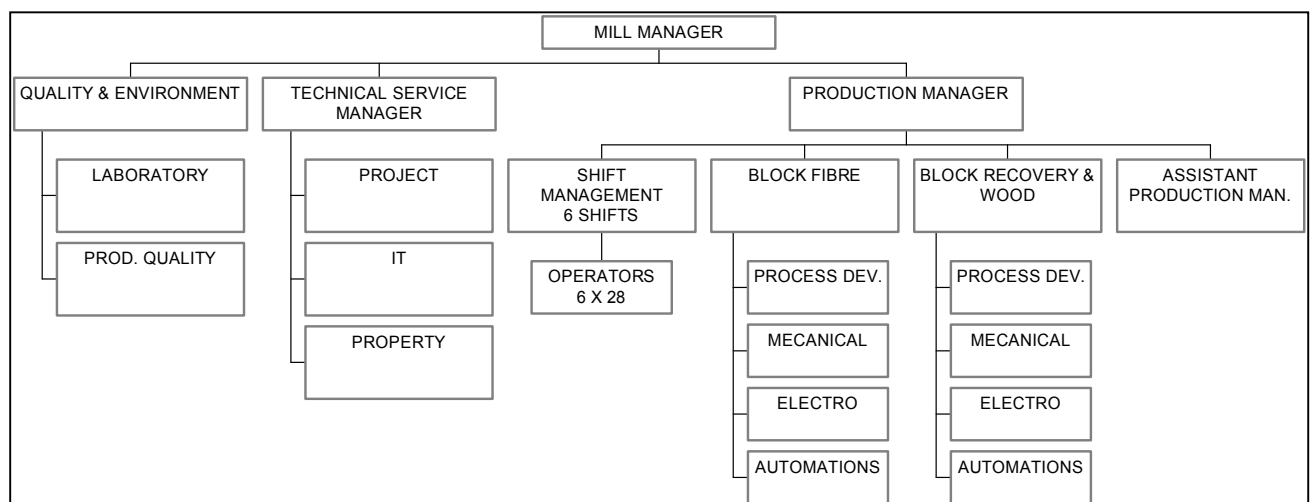 MILL MANAGER
QUALITY & ENVIRONMENT
TECHNICAL SERVICE
MANAGER
PRODUCTION MANAGER
LABORATORY
PROD. QUALITY
PROJECT
IT
PROPERTY
SHIFT
MANAGEMENT
6 SHIFTS
OPERATORS
6 X 28
BLOCK FIBRE
PROCESS DEV.
MECANICAL
ELECTRO
AUTOMATIONS
BLOCK RECOVERY &
WOOD
PROCESS DEV.
MECANICAL
ELECTRO
AUTOMATIONS
ASSISTANT
PRODUCTION MAN.